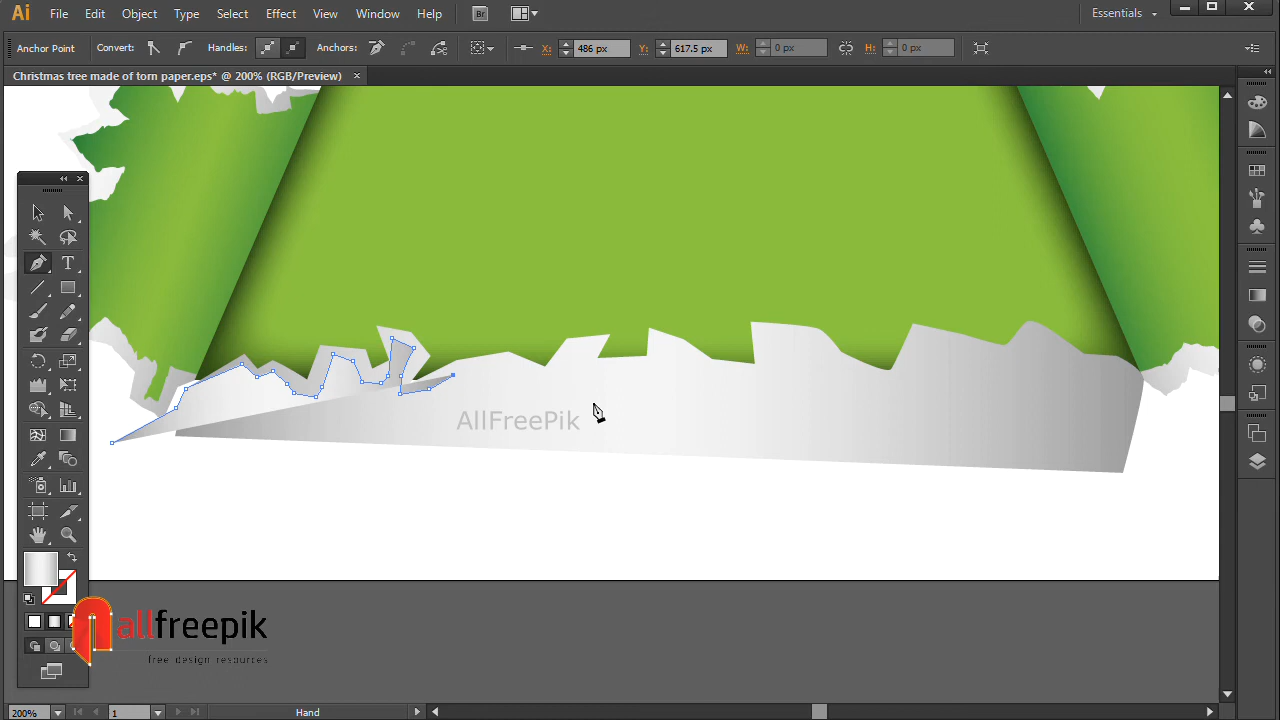 Ai File Edit Object Type Select Effect View Window Help Br Essentials
Anchor Point Convert: Handles: Anchors: X: 486 px Y: 617.5 px W: 0 px H: 0 px
Christmas tree made of torn paper.eps* @ 200% (RGB/Preview)
T
AllFreePik
allfreepik
free design resources
200% 1 Hand